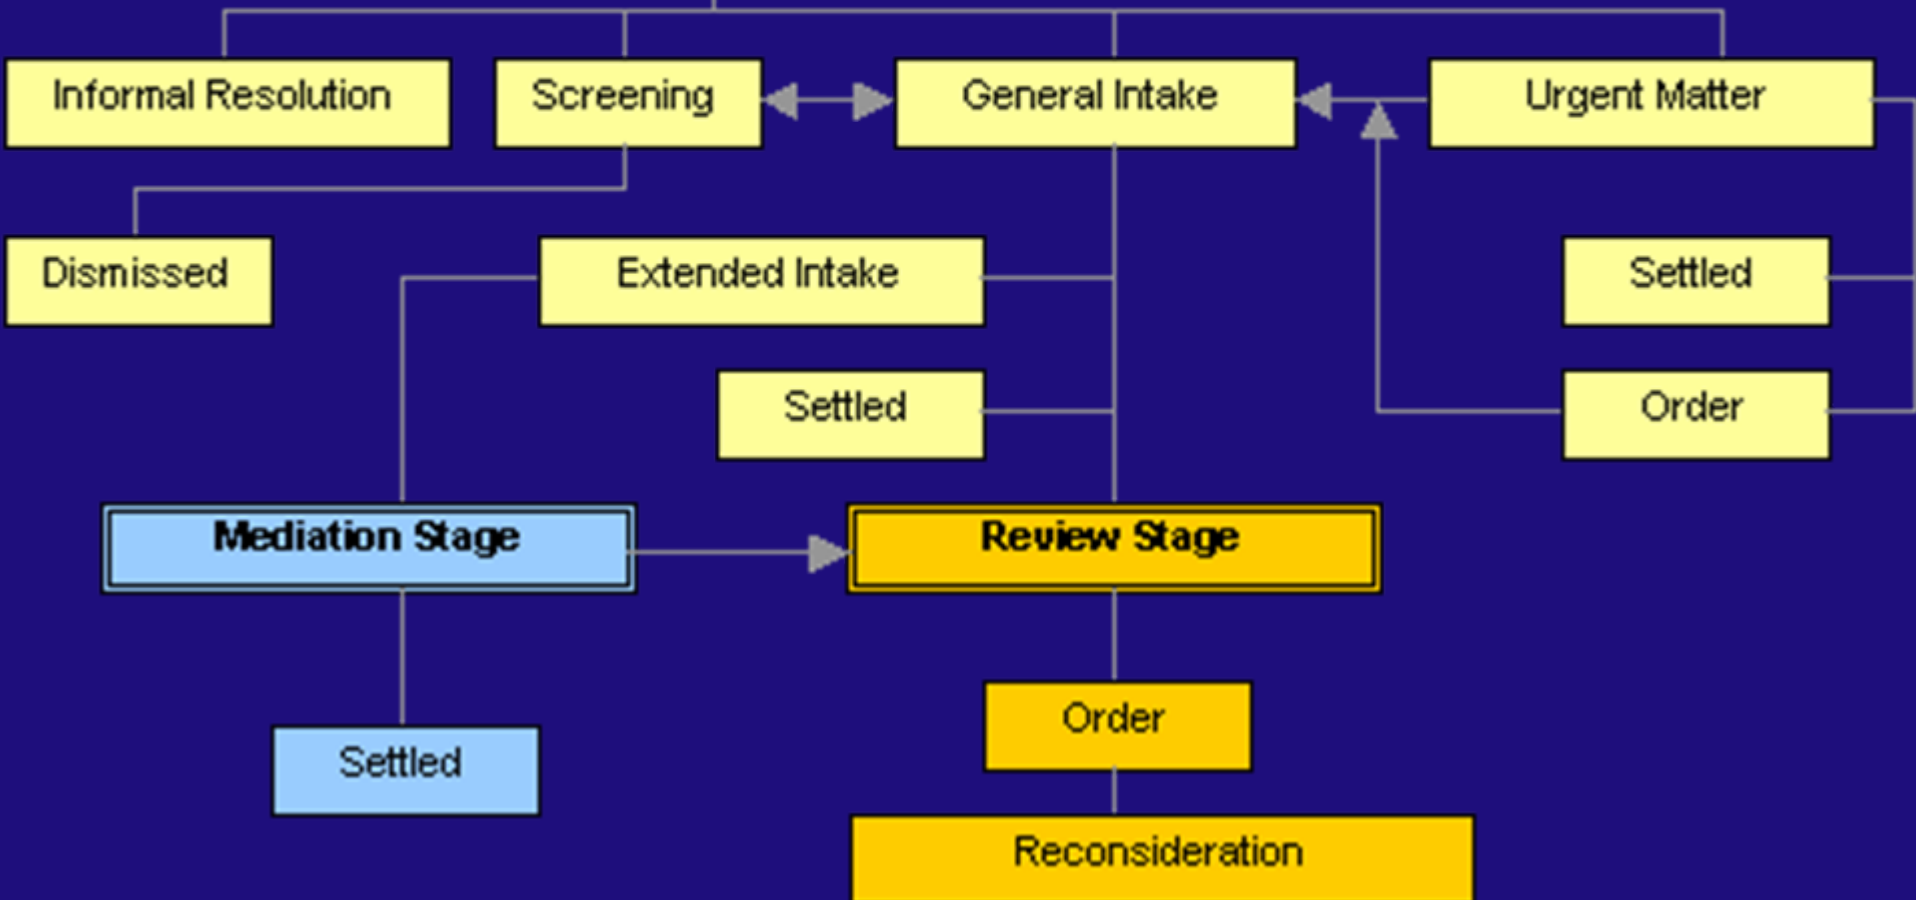 Informal Resolution
Screening
General Intake
Urgent Matter
Dismissed
Extended Intake
Settled
Settled
Order
Mediation Stage
Review Stage
Order
Settled
Reconsideration